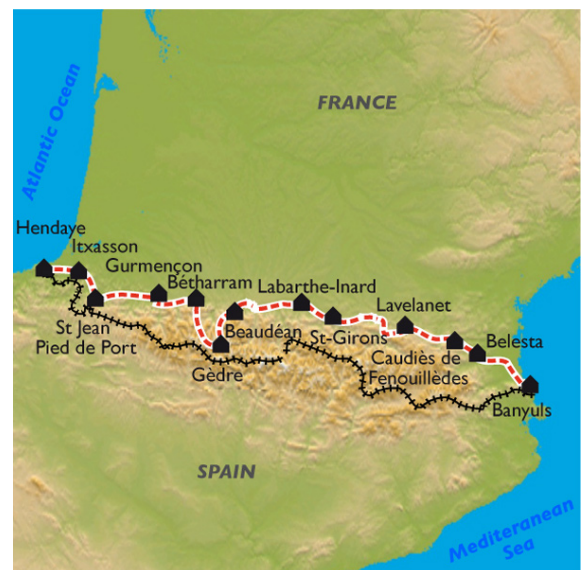 FRANCE
Atlantic Ocean
Hendaye
Itxasson
Gurmençon
Bétharram
Labarthe-Inard
Lavelanet
St Jean
Pied de Port
Beaudéan
St-Girons
Belesta
Gèdre
Caudiès de
Fenouillèdes
Banyuls
SPAIN
Mediteranean
Sea